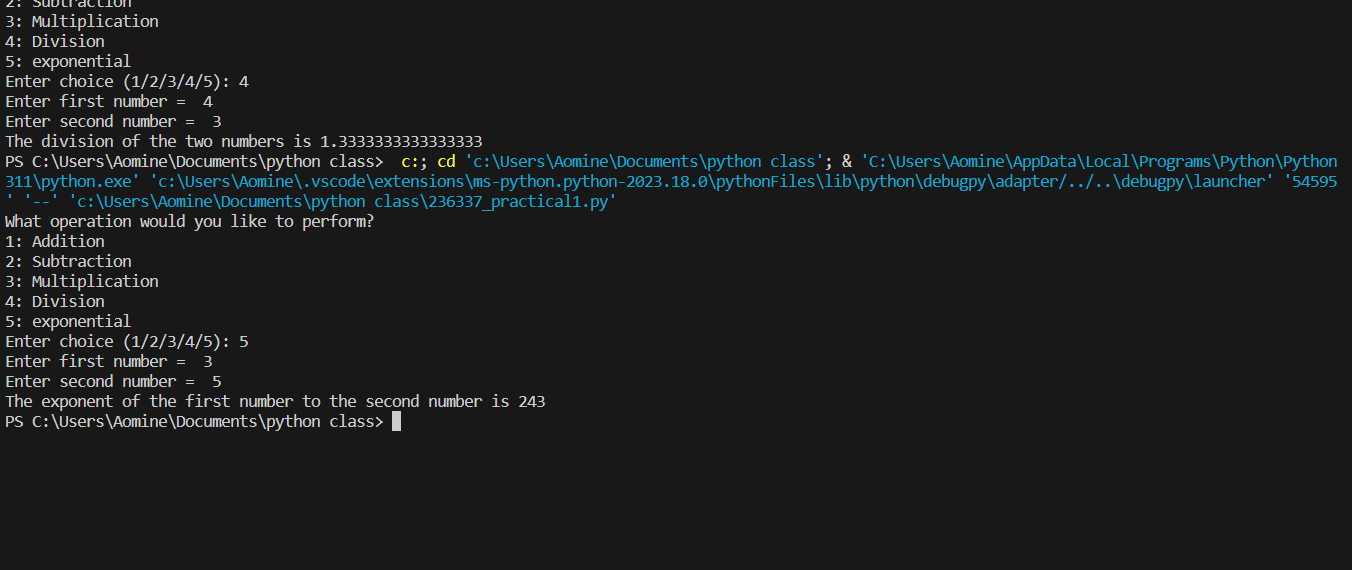 2: Subtraction
3: Multiplication
4: Division
5: exponential
Enter choice (1/2/3/4/5): 4
Enter first number =  4
Enter second number =  3
The division of the two numbers is 1.3333333333333333
PS C:\Users\Aomine\Documents\python class>  c:; cd 'c:\Users\Aomine\Documents\python class'; & 'C:\Users\Aomine\AppData\Local\Programs\Python\Python
311\python.exe' 'c:\Users\Aomine\.vscode\extensions\ms-python.python-2023.18.0\pythonFiles\lib\python\debugpy\adapter/../..\debugpy\launcher' '54595
' '--' 'c:\Users\Aomine\Documents\python class\236337_practical1.py'
What operation would you like to perform?
1: Addition
2: Subtraction
3: Multiplication
4: Division
5: exponential
Enter choice (1/2/3/4/5): 5
Enter first number =  3
Enter second number =  5
The exponent of the first number to the second number is 243
PS C:\Users\Aomine\Documents\python class>